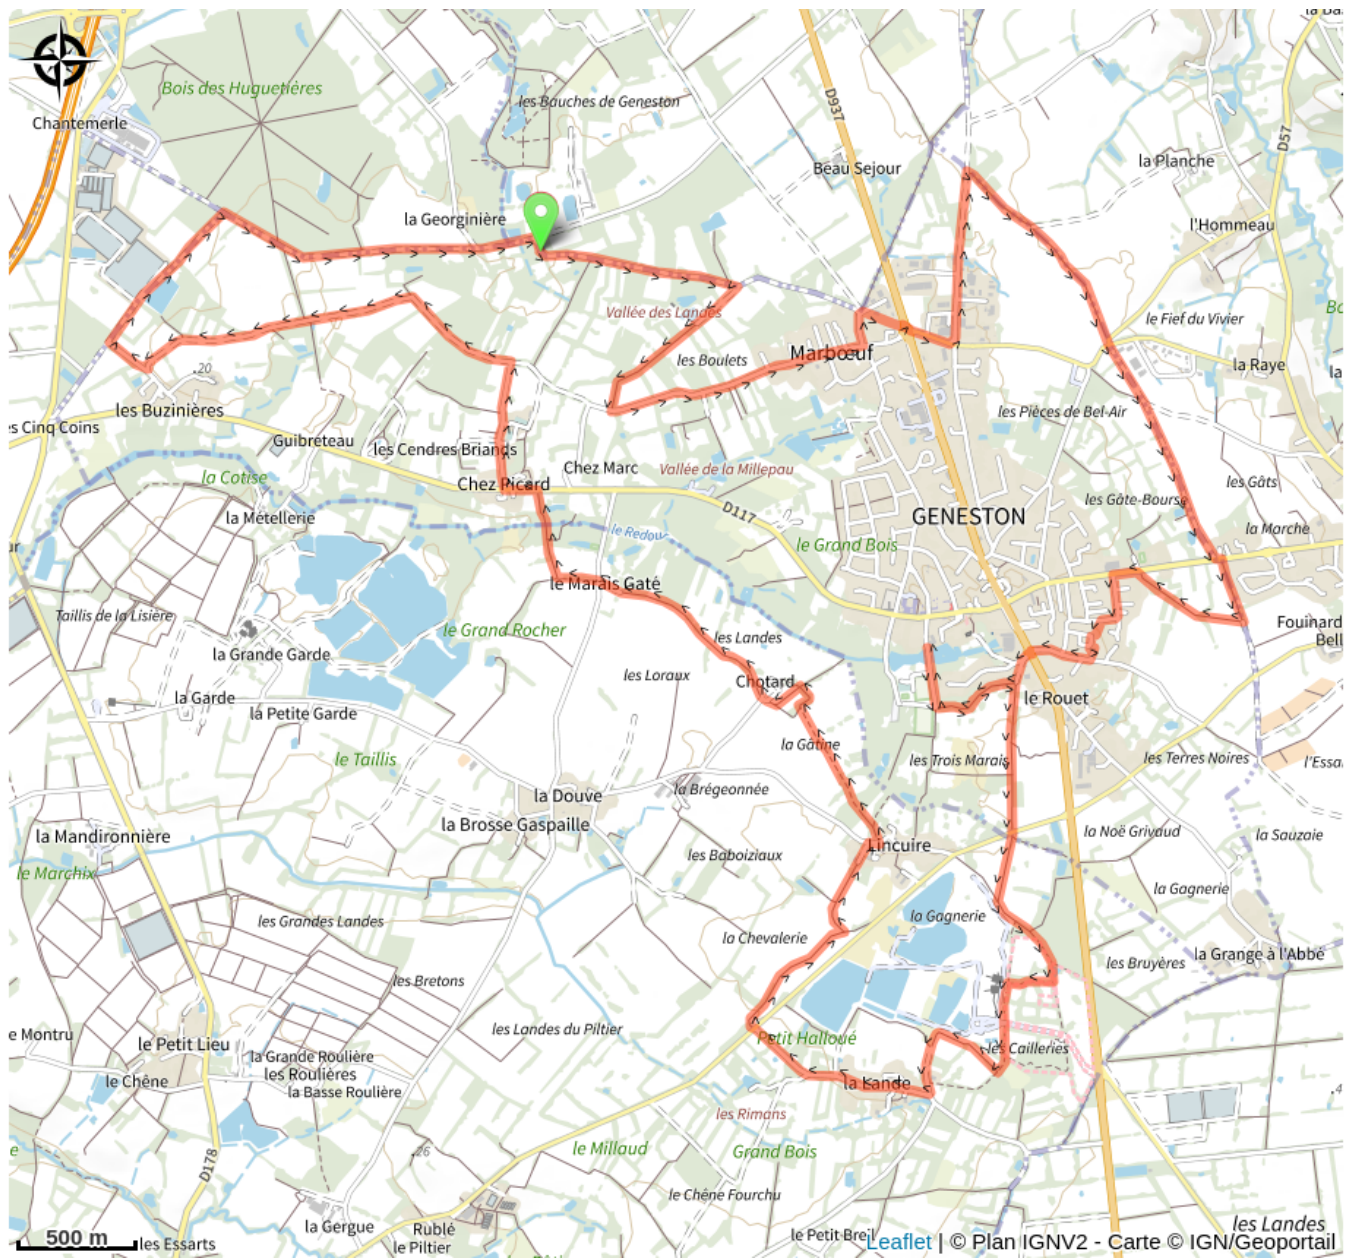 Bois des Huguetières
les Bauches de Geneston
Chantemerle
D937
D57
Beau Sejour
la Planche
la Georginière
l'Hommeau
Vallée des Landes
le Fief du Vivier
les Boulets
Marbœuf
la Raye
20
les Buzinières
les Pièces de Bel-Air
s Cinq Coins
Guibreteau
les Cendres Briands
Chez Marc
Vallée de la Millepau
la Cotise
Chez Picard
les Gâts
les Gâte-Bourse
D117
GENESTON
la Métellerie
le Redour
la Marche
le Grand Bois
le Marais Gaté
Taillis de la Lisière
le Grand Rocher
les Landes
Fouinard
Bell
la Grande Garde
les Loraux
Chotard
la Garde
le Rouet
la Petite Garde
la Gâtine
le Taillis
les Trois Marais
les Terres Noires
l'Essa
la Brégeonnée
la Douve
la Brosse Gaspaille
la Mandironnière
la Noë Grivaud
la Sauzaie
Lincuire
les Baboiziaux
le Marchix
la Gagnerie
les Grandes Landes
la Gagnerie
la Chevalerie
la Grange à l'Abbé
les Bruyères
les Bretons
les Landes du Piltier
e Montru
le Petit Lieu
Petit Halloué
la Grande Roulière
les Cailleries
les Roulières
le Chêne
la Basse Roulière
la Lande
les Rimans
le Millaud
Grand Bois
26
D178
le Chêne Fourchu
la Gergue
Rublé
le Piltier
le Petit Breil
les Landes
500 m
les Essarts
Leaflet | © Plan IGNV2 - Carte © IGN/Geoportail